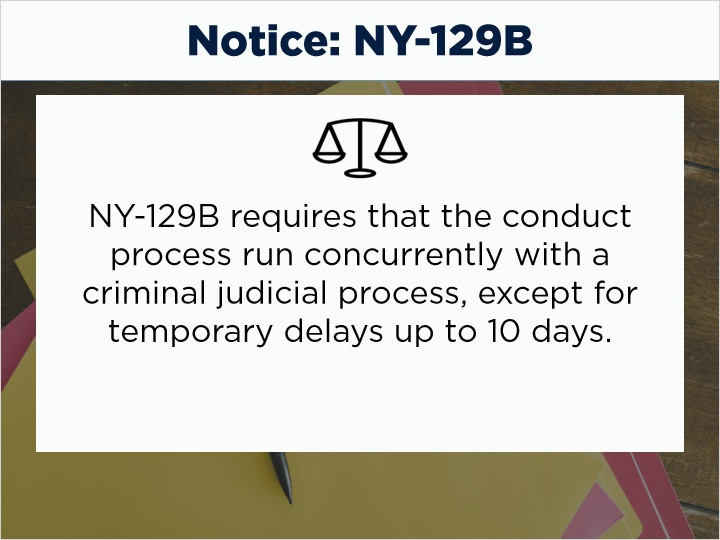 Notice: NY-129B
NY-129B requires that the conduct
process run concurrently with a
criminal judicial process, except for
temporary delays up to 10 days.